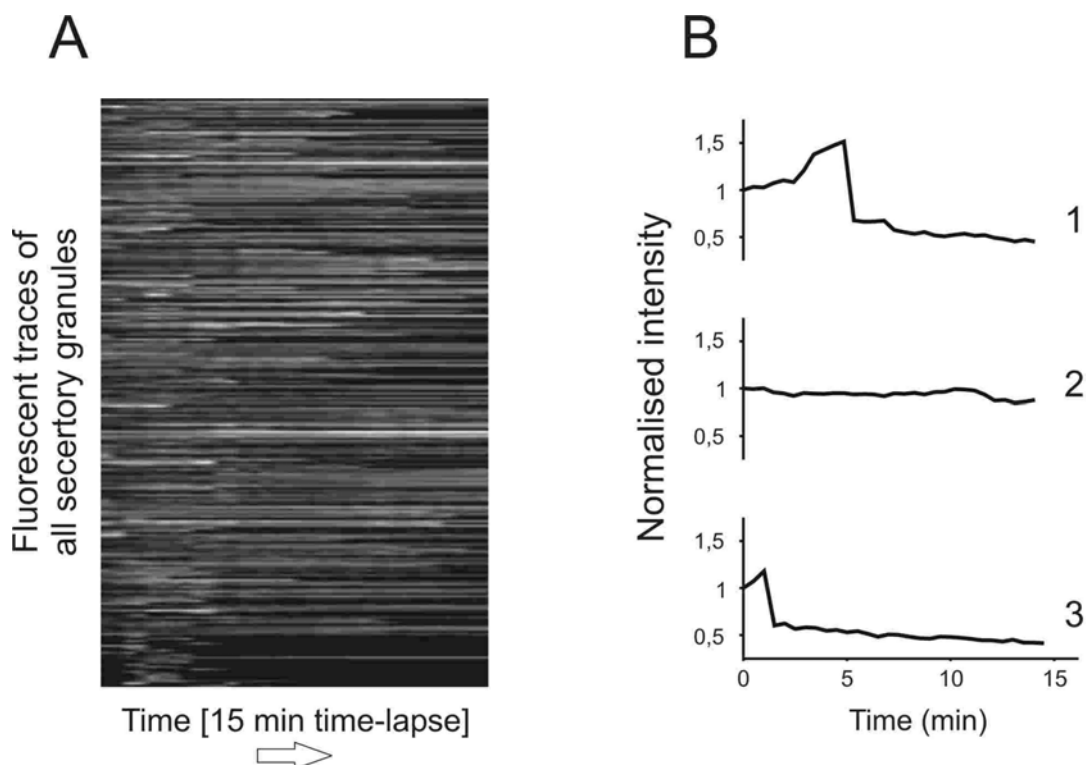 A
Fluorescent traces of
all scecertory granules
Time [15 min time-lapse]
B
Normalised intensity
1,5
1
0,5
1
1,5
1
0,5
2
1,5
1
0,5
3
0
5
10
15
Time (min)